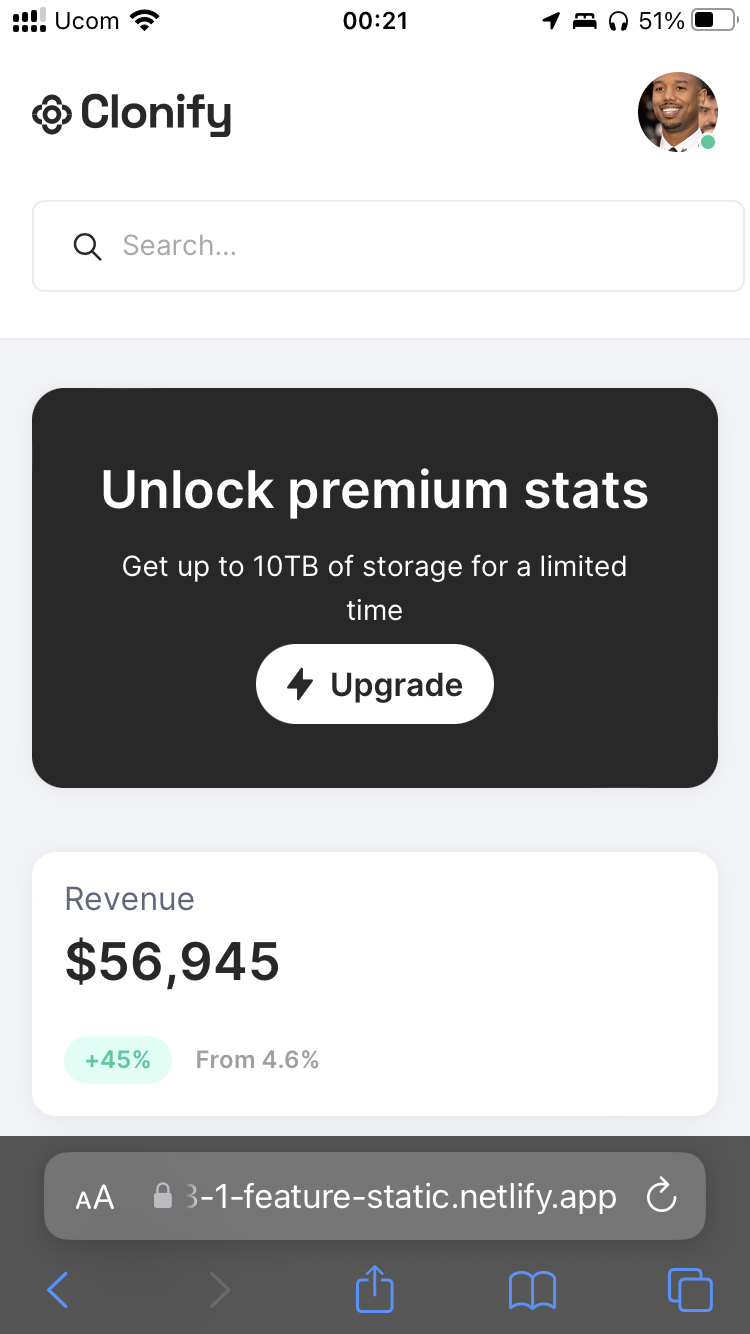 Ucom 00:21 51%
Clonify
Search...
Unlock premium stats
Get up to 10TB of storage for a limited
time
Upgrade
Revenue
$56,945
+45% From 4.6%
AA 3-1-feature-static.netlify.app